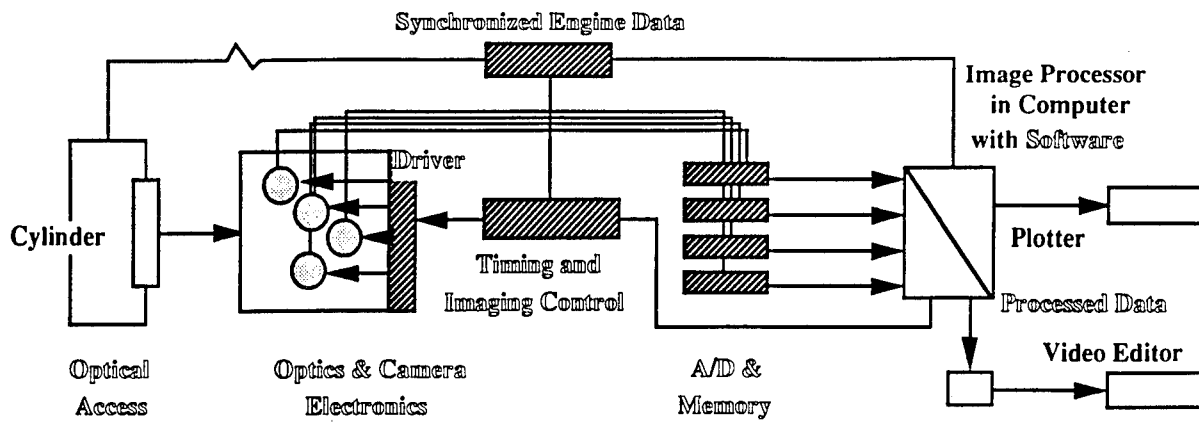 Synchronized Engine Data
Image Processor
in Computer
with Software
Driver
Cylinder
Plotter
Timing and
Imaging Control
Processed Data
Video Editor
Optical
Access
Optics & Camera
Electronics
A/D &
Memory